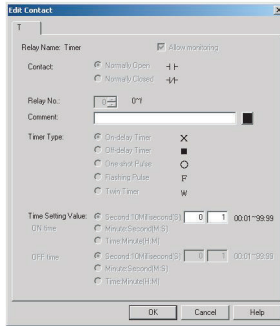 Edit Contact
T
Relay Name: Timer
Allow monitoring
Contact:
Normally Open
Normally Closed
Relay No.:
0
0~f
Comment:
Timer Type:
On-delay Timer
X
Off-delay Timer
One-shot Pulse
Flashing Pulse
F
Twin Timer
W
Time Setting Value:
Second:10Millisecond(S)
0
1
00:01~99:99
ON time
Minute:Second(M:S)
Time:Minute(H:M)
OFF time
Second:10Millisecond(S)
0
1
00:01~99:99
Minute:Second(M:S)
Time:Minute(H:M)
OK
Cancel
Help